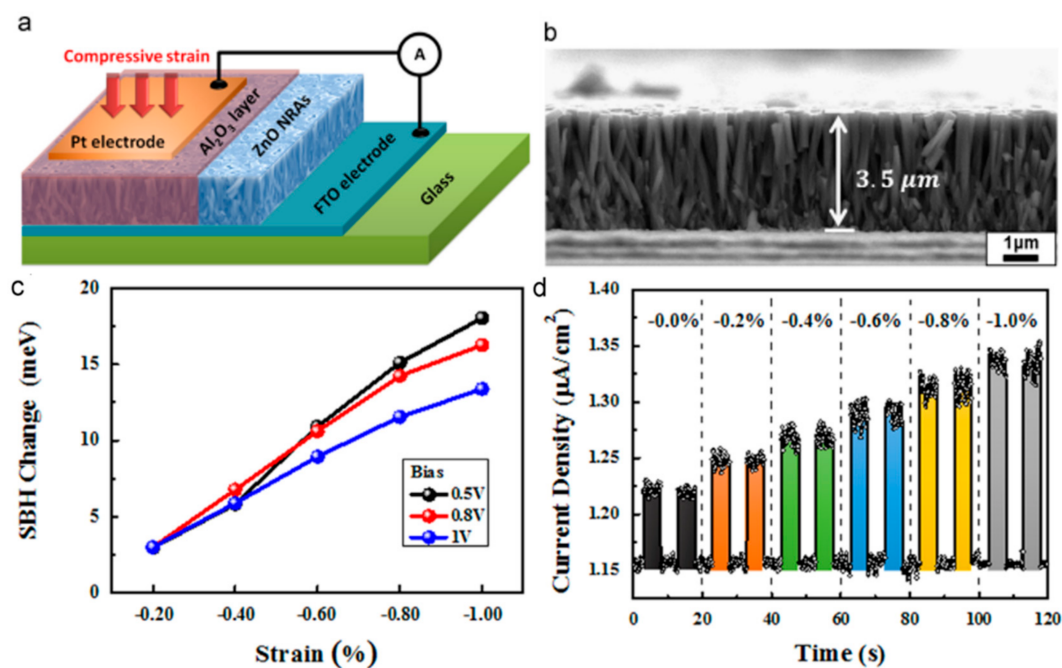 a
Compressive strain
A
Pt electrode
Al₂O₃ layer
ZnO NRAs
FTO electrode
Glass
b
3.5 μm
1μm
c
SBH Change (meV)
20
15
10
5
0
Bias
0.5V
0.8V
1V
-0.20 -0.40 -0.60 -0.80 -1.00
Strain (%)
d
Current Density (μA/cm²)
1.40
1.35
1.30
1.25
1.20
1.15
-0.0% -0.2% -0.4% -0.6% -0.8% -1.0%
0 20 40 60 80 100 120
Time (s)